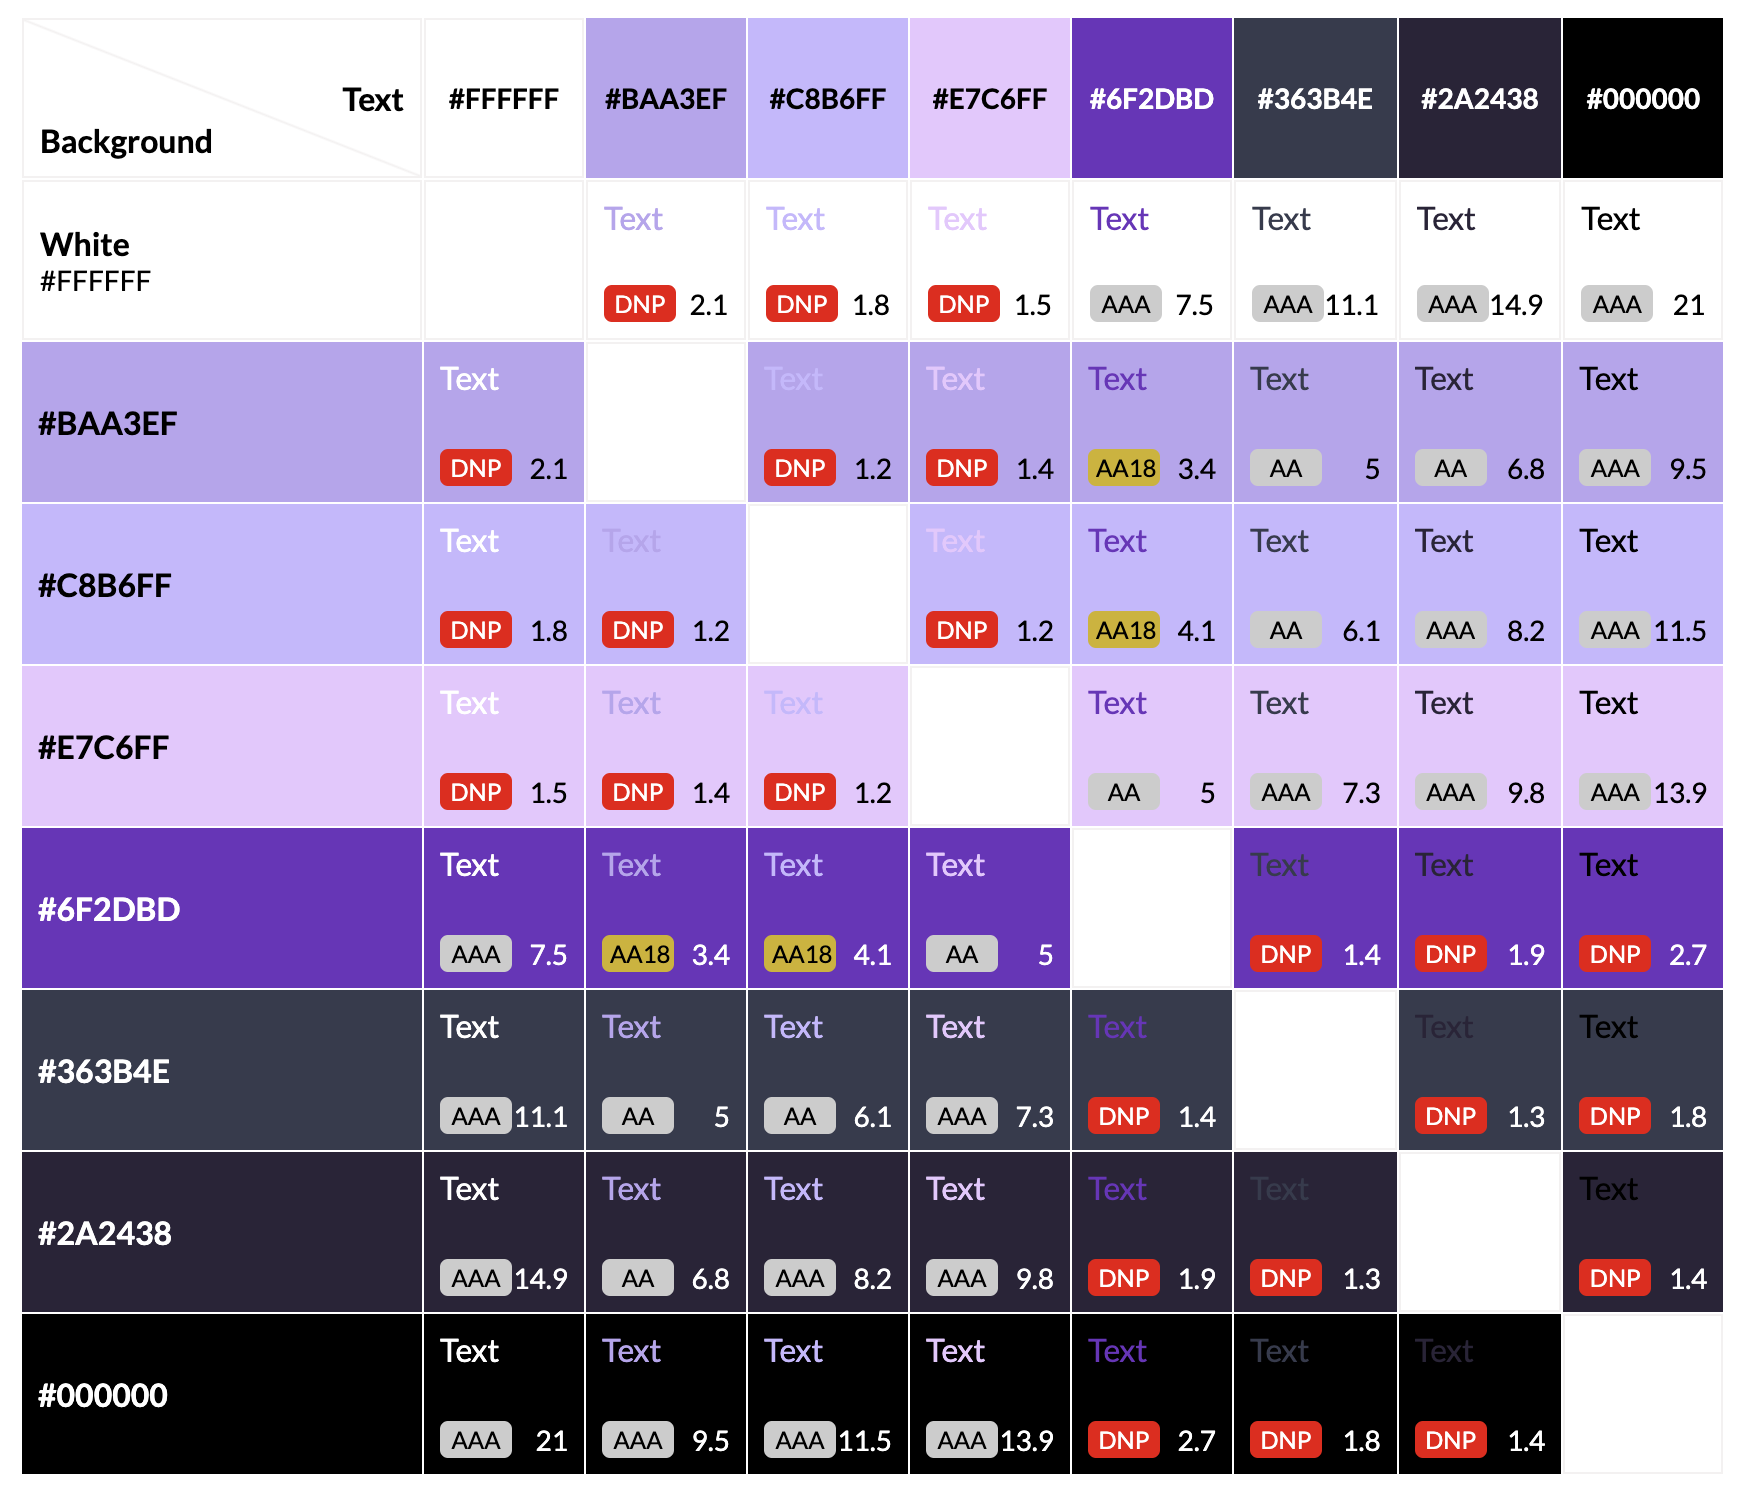 Text
Background
#FFFFFF #BAA3EF #C8B6FF #E7C6FF #6F2DBD #363B4E #2A2438 #000000
White
#FFFFFF
Text Text Text Text Text Text Text
DNP 2.1 DNP 1.8 DNP 1.5 AAA 7.5 AAA 11.1 AAA 14.9 AAA 21
#BAA3EF
Text Text Text Text Text Text Text
DNP 2.1 DNP 1.2 DNP 1.4 AA18 3.4 AA 5 AA 6.8 AAA 9.5
#C8B6FF
Text Text Text Text Text Text Text
DNP 1.8 DNP 1.2 DNP 1.2 AA18 4.1 AA 6.1 AAA 8.2 AAA 11.5
#E7C6FF
Text Text Text Text Text Text Text
DNP 1.5 DNP 1.4 DNP 1.2 AA 5 AAA 7.3 AAA 9.8 AAA 13.9
#6F2DBD
Text Text Text Text Text Text Text
AAA 7.5 AA18 3.4 AA18 4.1 AA 5 DNP 1.4 DNP 1.9 DNP 2.7
#363B4E
Text Text Text Text Text Text Text
AAA 11.1 AA 5 AA 6.1 AAA 7.3 DNP 1.4 DNP 1.3 DNP 1.8
#2A2438
Text Text Text Text Text Text Text
AAA 14.9 AA 6.8 AAA 8.2 AAA 9.8 DNP 1.9 DNP 1.3 DNP 1.4
#000000
Text Text Text Text Text Text Text
AAA 21 AAA 9.5 AAA 11.5 AAA 13.9 DNP 2.7 DNP 1.8 DNP 1.4